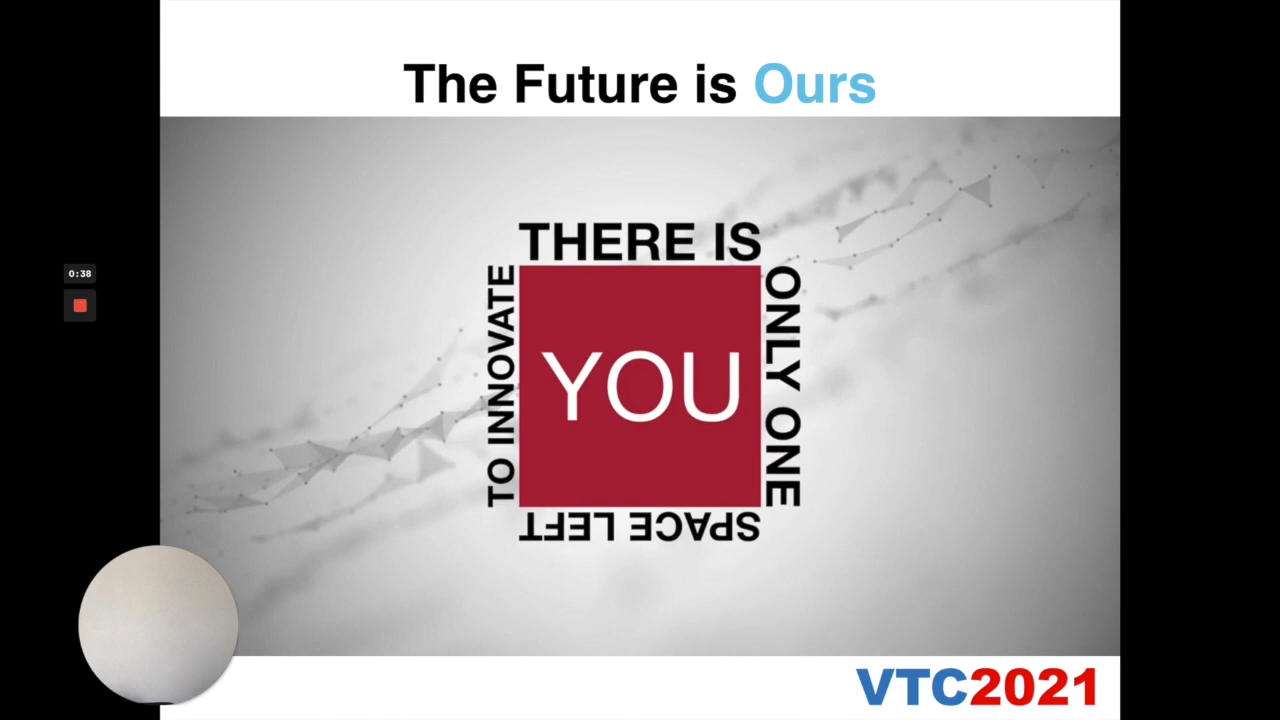 The Future is Ours
THERE IS
ONLY ONE
SPACE LEFT
TO INNOVATE
YOU
0:38
VTC2021